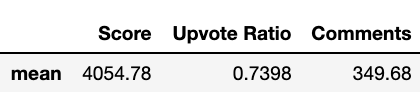 Score Upvote Ratio Comments
mean 4054.78 0.7398 349.68